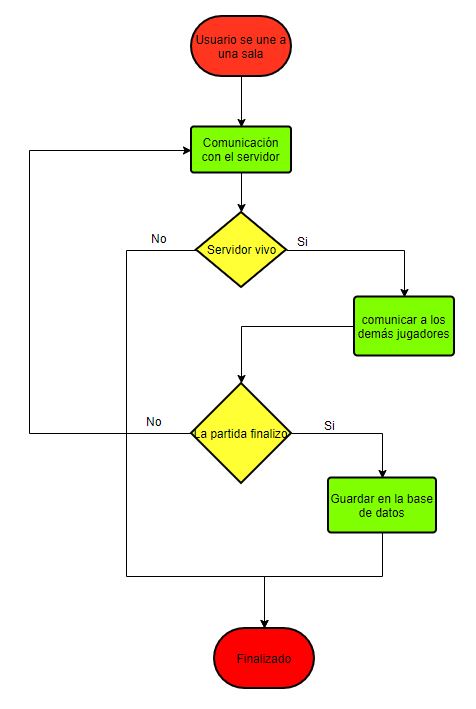 Usuario se une a
una sala
Comunicación
con el servidor
No
Servidor vivo
Si
comunicar a los
demás jugadores
No
La partida finalizo
Si
Guardar en la base
de datos
Finalizado